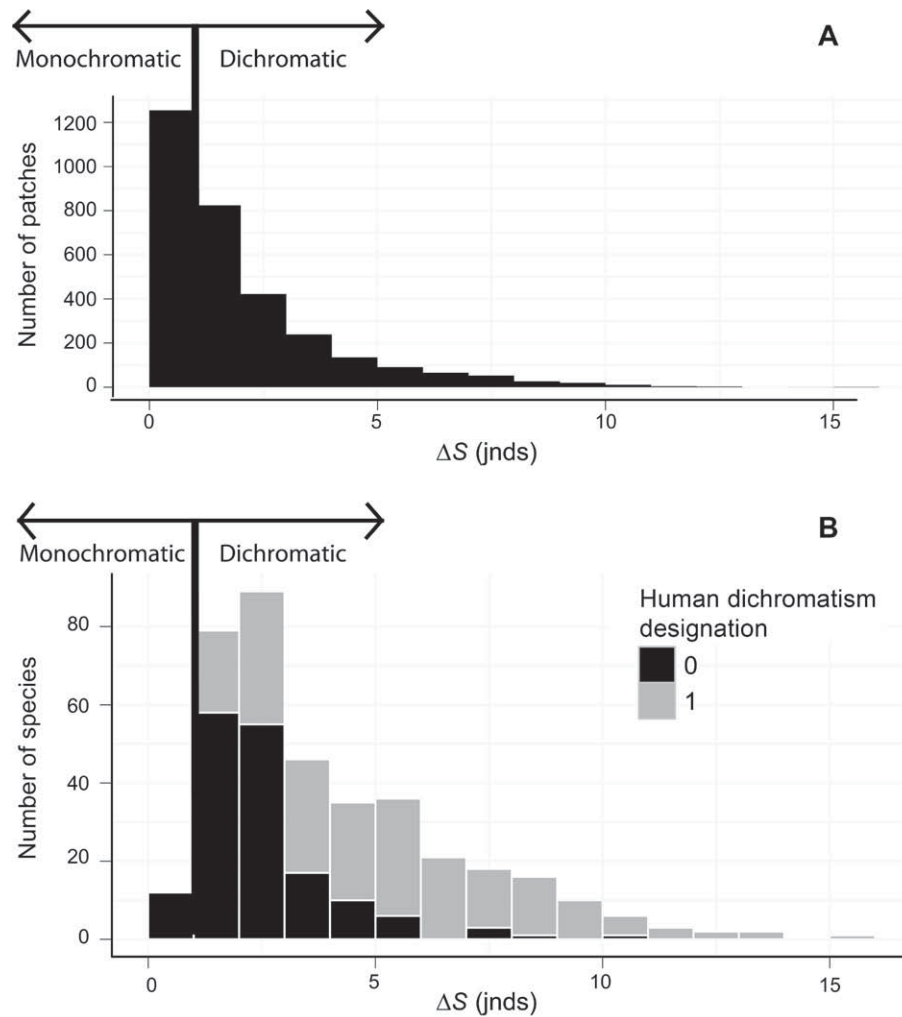 A
Monochromatic Dichromatic
Number of patches
1200
1000
800
600
400
200
0
0 5 10 15
ΔS (jnds)
B
Monochromatic Dichromatic
Number of species
80
60
40
20
0
Human dichromatism
designation
0
1
0 5 10 15
ΔS (jnds)